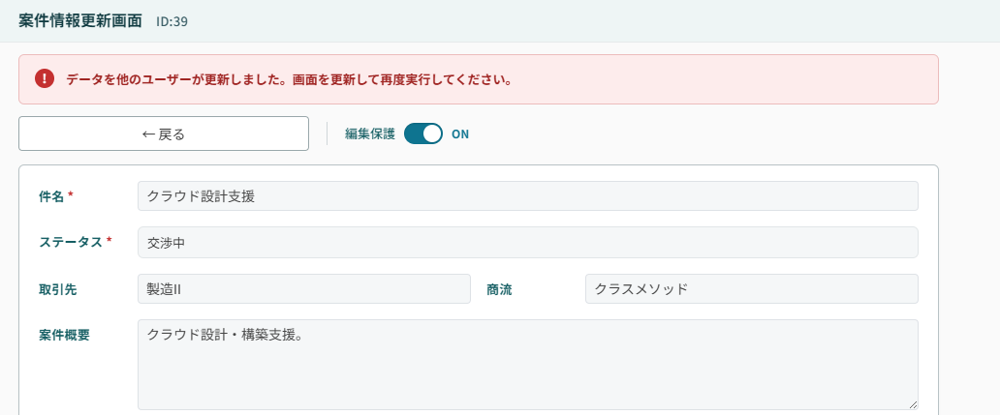 案件情報更新画面 ID:39
データを他のユーザーが更新しました。画面を更新して再度実行してください。
← 戻る 編集保護 ON
件名 * クラウド設計支援
ステータス * 交渉中
取引先 製造II 商流 クラスメソッド
案件概要 クラウド設計・構築支援。